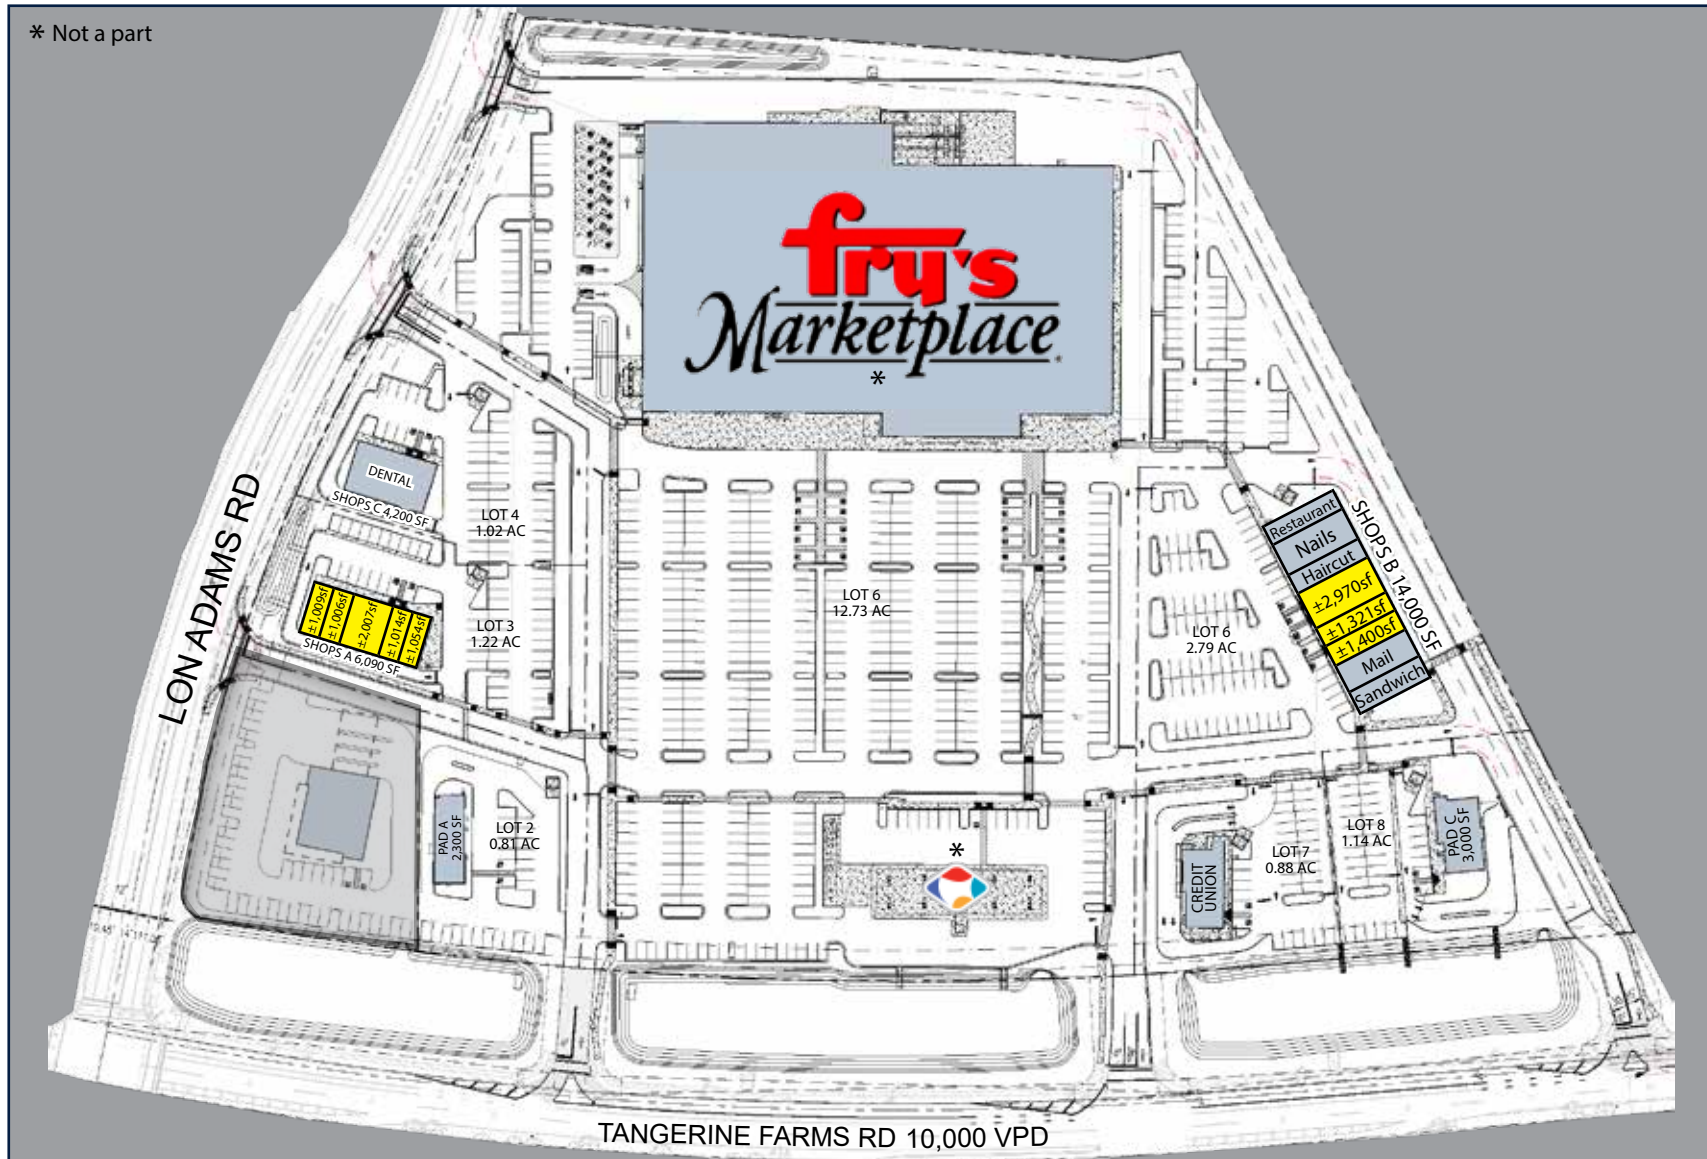 * Not a part
fry's
Marketplace
*
DENTAL
SHOPS C 4,200 SF
LOT 4
1.02 AC
LON ADAMS RD
±1,009sf
±1,006sf
±2,007sf
±1,014sf
±1,054sf
SHOPS A 6,090 SF
LOT 3
1.22 AC
LOT 6
12.73 AC
LOT 6
2.79 AC
Restaurant
Nails
Haircut
±2,970sf
±1,321sf
±1,400sf
Mail
Sandwich
SHOPS B 14,000 SF
PAD A
2,300 SF
LOT 2
0.81 AC
*
CREDIT
UNION
LOT 7
0.88 AC
LOT 8
1.14 AC
PAD C
3,000 SF
TANGERINE FARMS RD 10,000 VPD